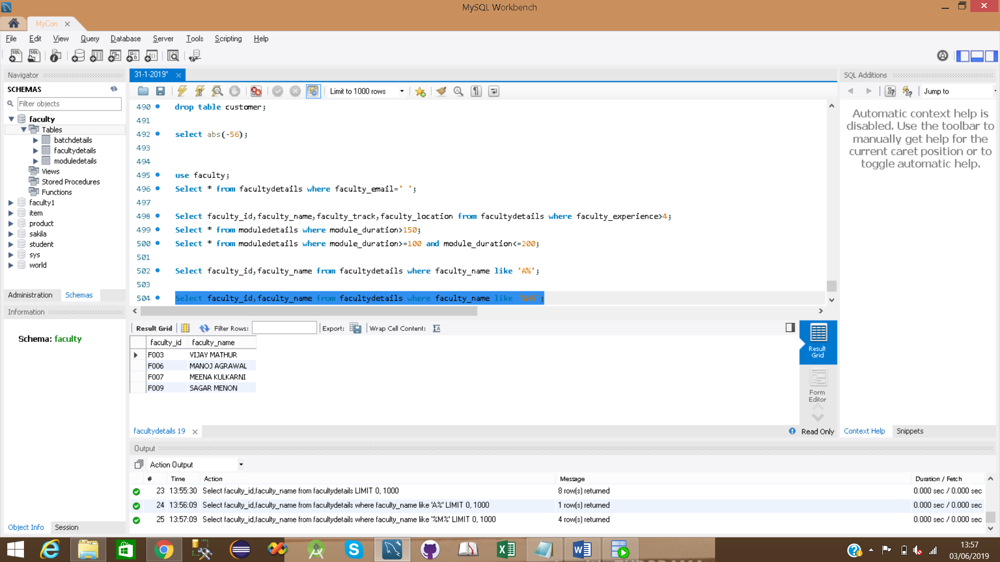 MySQL Workbench
MyCon
File Edit View Query Database Server Tools Scripting Help
Navigator
SCHEMAS
Filter objects
faculty
Tables
batchdetails
facultydetails
moduledetails
Views
Stored Procedures
Functions
faculty1
item
product
sakila
student
sys
world
Administration Schemas
Information
Schema: faculty
Object Info Session
31-1-2019*
Limit to 1000 rows
490 drop table customer;
491
492 select abs(-56);
493
494
495 use faculty;
496 Select * from facultydetails where faculty_email=' ';
497
498 Select faculty_id,faculty_name,faculty_track,faculty_location from facultydetails where faculty_experience>4;
499 Select * from moduledetails where module_duration>150;
500 Select * from moduledetails where module_duration>=100 and module_duration<=200;
501
502 Select faculty_id,faculty_name from facultydetails where faculty_name like 'A%';
503
504 Select faculty_id,faculty_name from facultydetails where faculty_name like '%M%';
Result Grid Filter Rows: Export: Wrap Cell Content:
faculty_id faculty_name
F003 VIJAY MATHUR
F006 MANOJ AGRAWAL
F007 MEENA KULKARNI
F009 SAGAR MENON
Result
Grid
Form
Editor
facultydetails 19
Read Only
SQL Additions
Jump to
Automatic context help is
disabled. Use the toolbar to
manually get help for the
current caret position or to
toggle automatic help.
Context Help Snippets
Output
Action Output
# Time Action Message Duration / Fetch
23 13:55:30 Select faculty_id,faculty_name from facultydetails LIMIT 0, 1000 8 row(s) returned 0.000 sec / 0.000 sec
24 13:56:09 Select faculty_id,faculty_name from facultydetails where faculty_name like 'A%' LIMIT 0, 1000 1 row(s) returned 0.000 sec / 0.000 sec
25 13:57:09 Select faculty_id,faculty_name from facultydetails where faculty_name like '%M%' LIMIT 0, 1000 4 row(s) returned 0.000 sec / 0.000 sec
13:57
03/06/2019